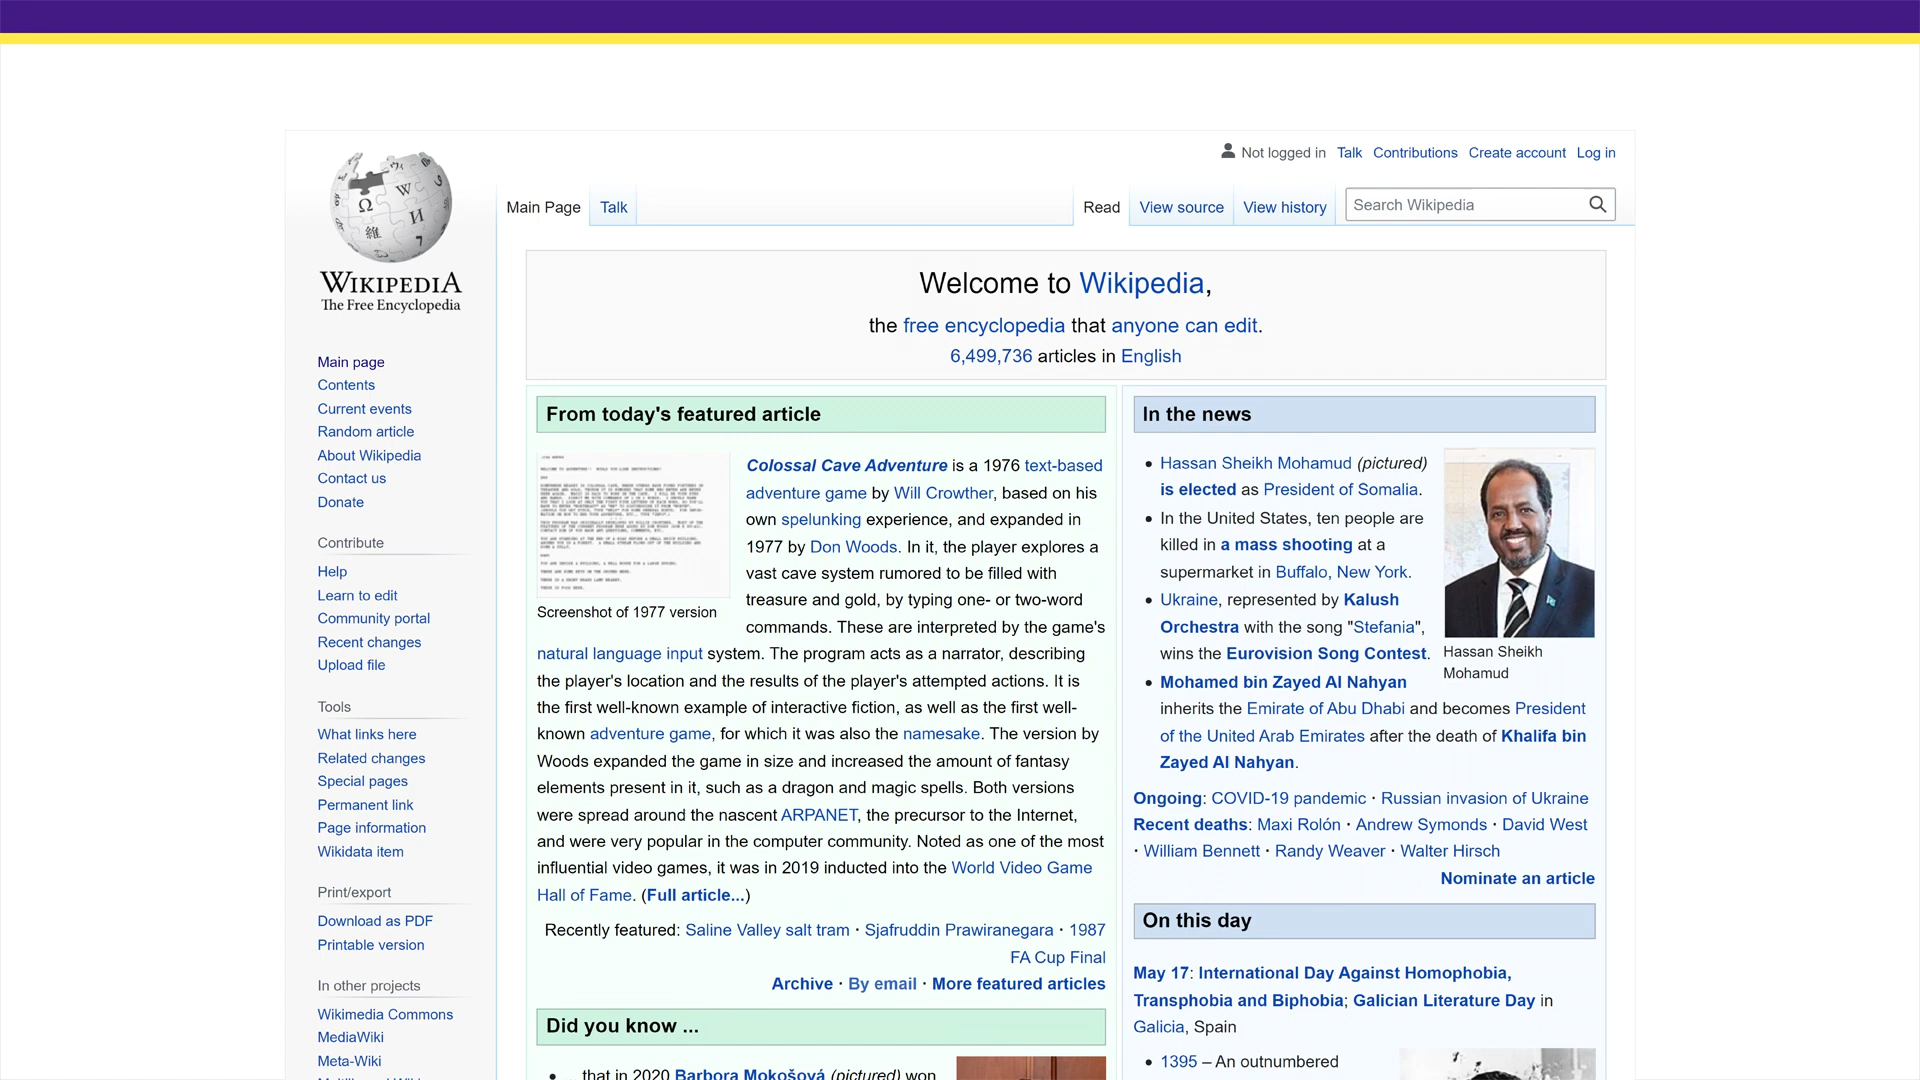 Not logged in Talk Contributions Create account Log in
Main Page Talk Read View source View history Search Wikipedia
WIKIPEDIA
The Free Encyclopedia
Main page
Contents
Current events
Random article
About Wikipedia
Contact us
Donate
Contribute
Help
Learn to edit
Community portal
Recent changes
Upload file
Tools
What links here
Related changes
Special pages
Permanent link
Page information
Wikidata item
Print/export
Download as PDF
Printable version
In other projects
Wikimedia Commons
MediaWiki
Meta-Wiki
Welcome to Wikipedia,
the free encyclopedia that anyone can edit.
6,499,736 articles in English
From today's featured article
Screenshot of 1977 version
Colossal Cave Adventure is a 1976 text-based
adventure game by Will Crowther, based on his
own spelunking experience, and expanded in
1977 by Don Woods. In it, the player explores a
vast cave system rumored to be filled with
treasure and gold, by typing one- or two-word
commands. These are interpreted by the game's
natural language input system. The program acts as a narrator, describing
the player's location and the results of the player's attempted actions. It is
the first well-known example of interactive fiction, as well as the first well-
known adventure game, for which it was also the namesake. The version by
Woods expanded the game in size and increased the amount of fantasy
elements present in it, such as a dragon and magic spells. Both versions
were spread around the nascent ARPANET, the precursor to the Internet,
and were very popular in the computer community. Noted as one of the most
influential video games, it was in 2019 inducted into the World Video Game
Hall of Fame. (Full article...)
Recently featured: Saline Valley salt tram · Sjafruddin Prawiranegara · 1987
FA Cup Final
Archive · By email · More featured articles
Did you know ...
... that in 2020 Barbora Mokošová (pictured) won
In the news
Hassan Sheikh Mohamud (pictured)
is elected as President of Somalia.
In the United States, ten people are
killed in a mass shooting at a
supermarket in Buffalo, New York.
Ukraine, represented by Kalush
Orchestra with the song "Stefania",
wins the Eurovision Song Contest.
Hassan Sheikh
Mohamud
Mohamed bin Zayed Al Nahyan
inherits the Emirate of Abu Dhabi and becomes President
of the United Arab Emirates after the death of Khalifa bin
Zayed Al Nahyan.
Ongoing: COVID-19 pandemic · Russian invasion of Ukraine
Recent deaths: Maxi Rolón · Andrew Symonds · David West
· William Bennett · Randy Weaver · Walter Hirsch
Nominate an article
On this day
May 17: International Day Against Homophobia,
Transphobia and Biphobia; Galician Literature Day in
Galicia, Spain
1395 – An outnumbered